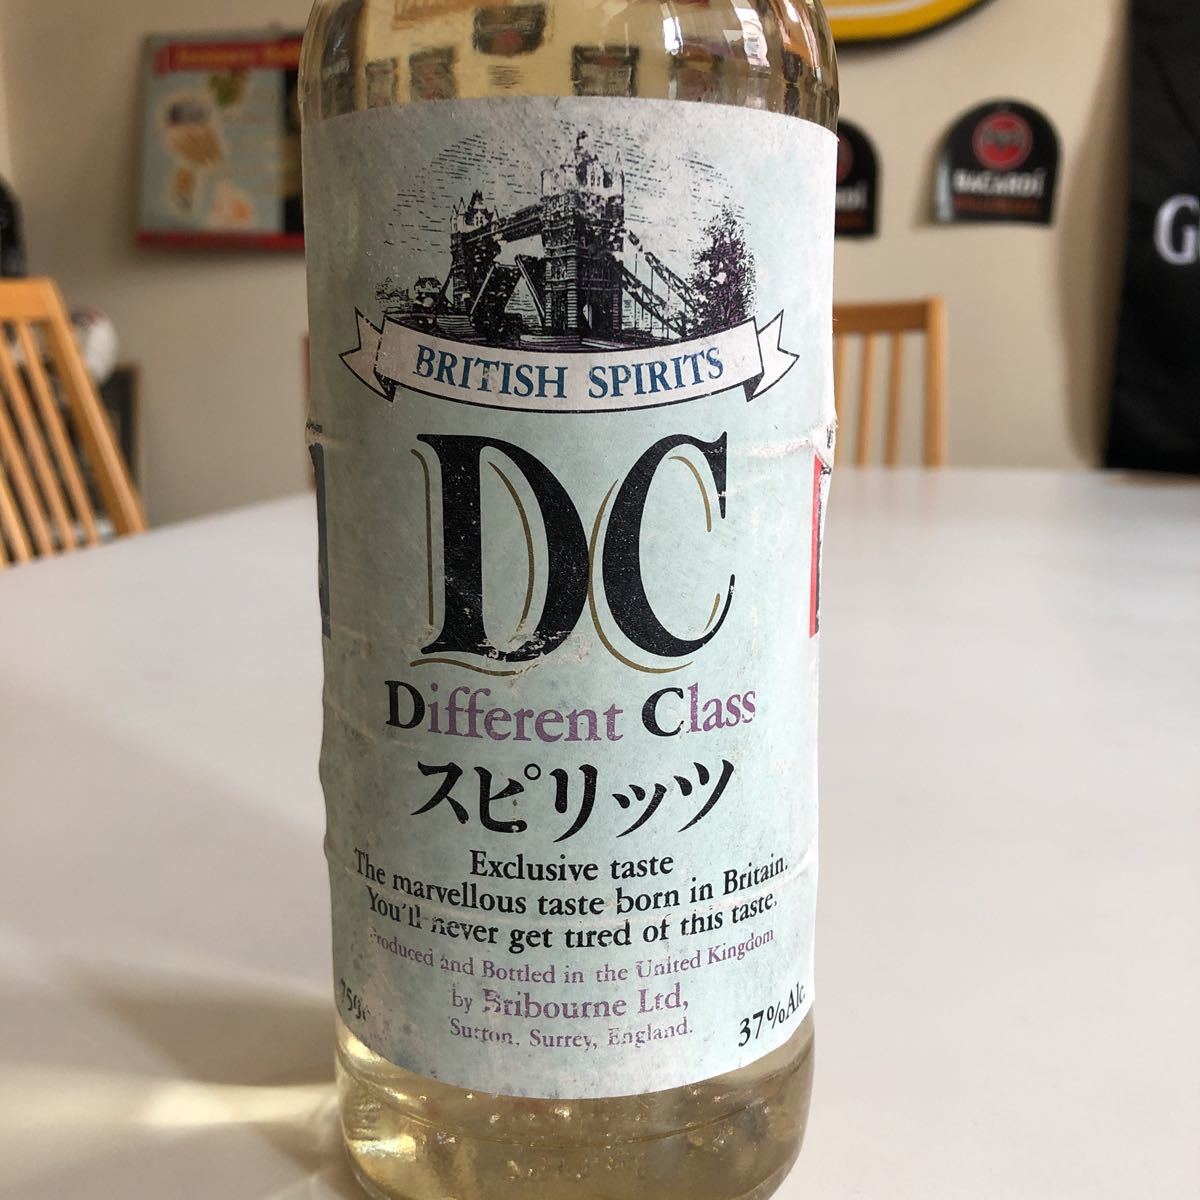 BRITISH SPIRITS
DC
Different Class
スピリッツ
Exclusive taste
The marvellous taste born in Britain.
You'll never get tired of this taste.
Produced and Bottled in the United Kingdom
by Bribourne Ltd,
Sutton, Surrey, England.
37%Alc.
BACARDI
G